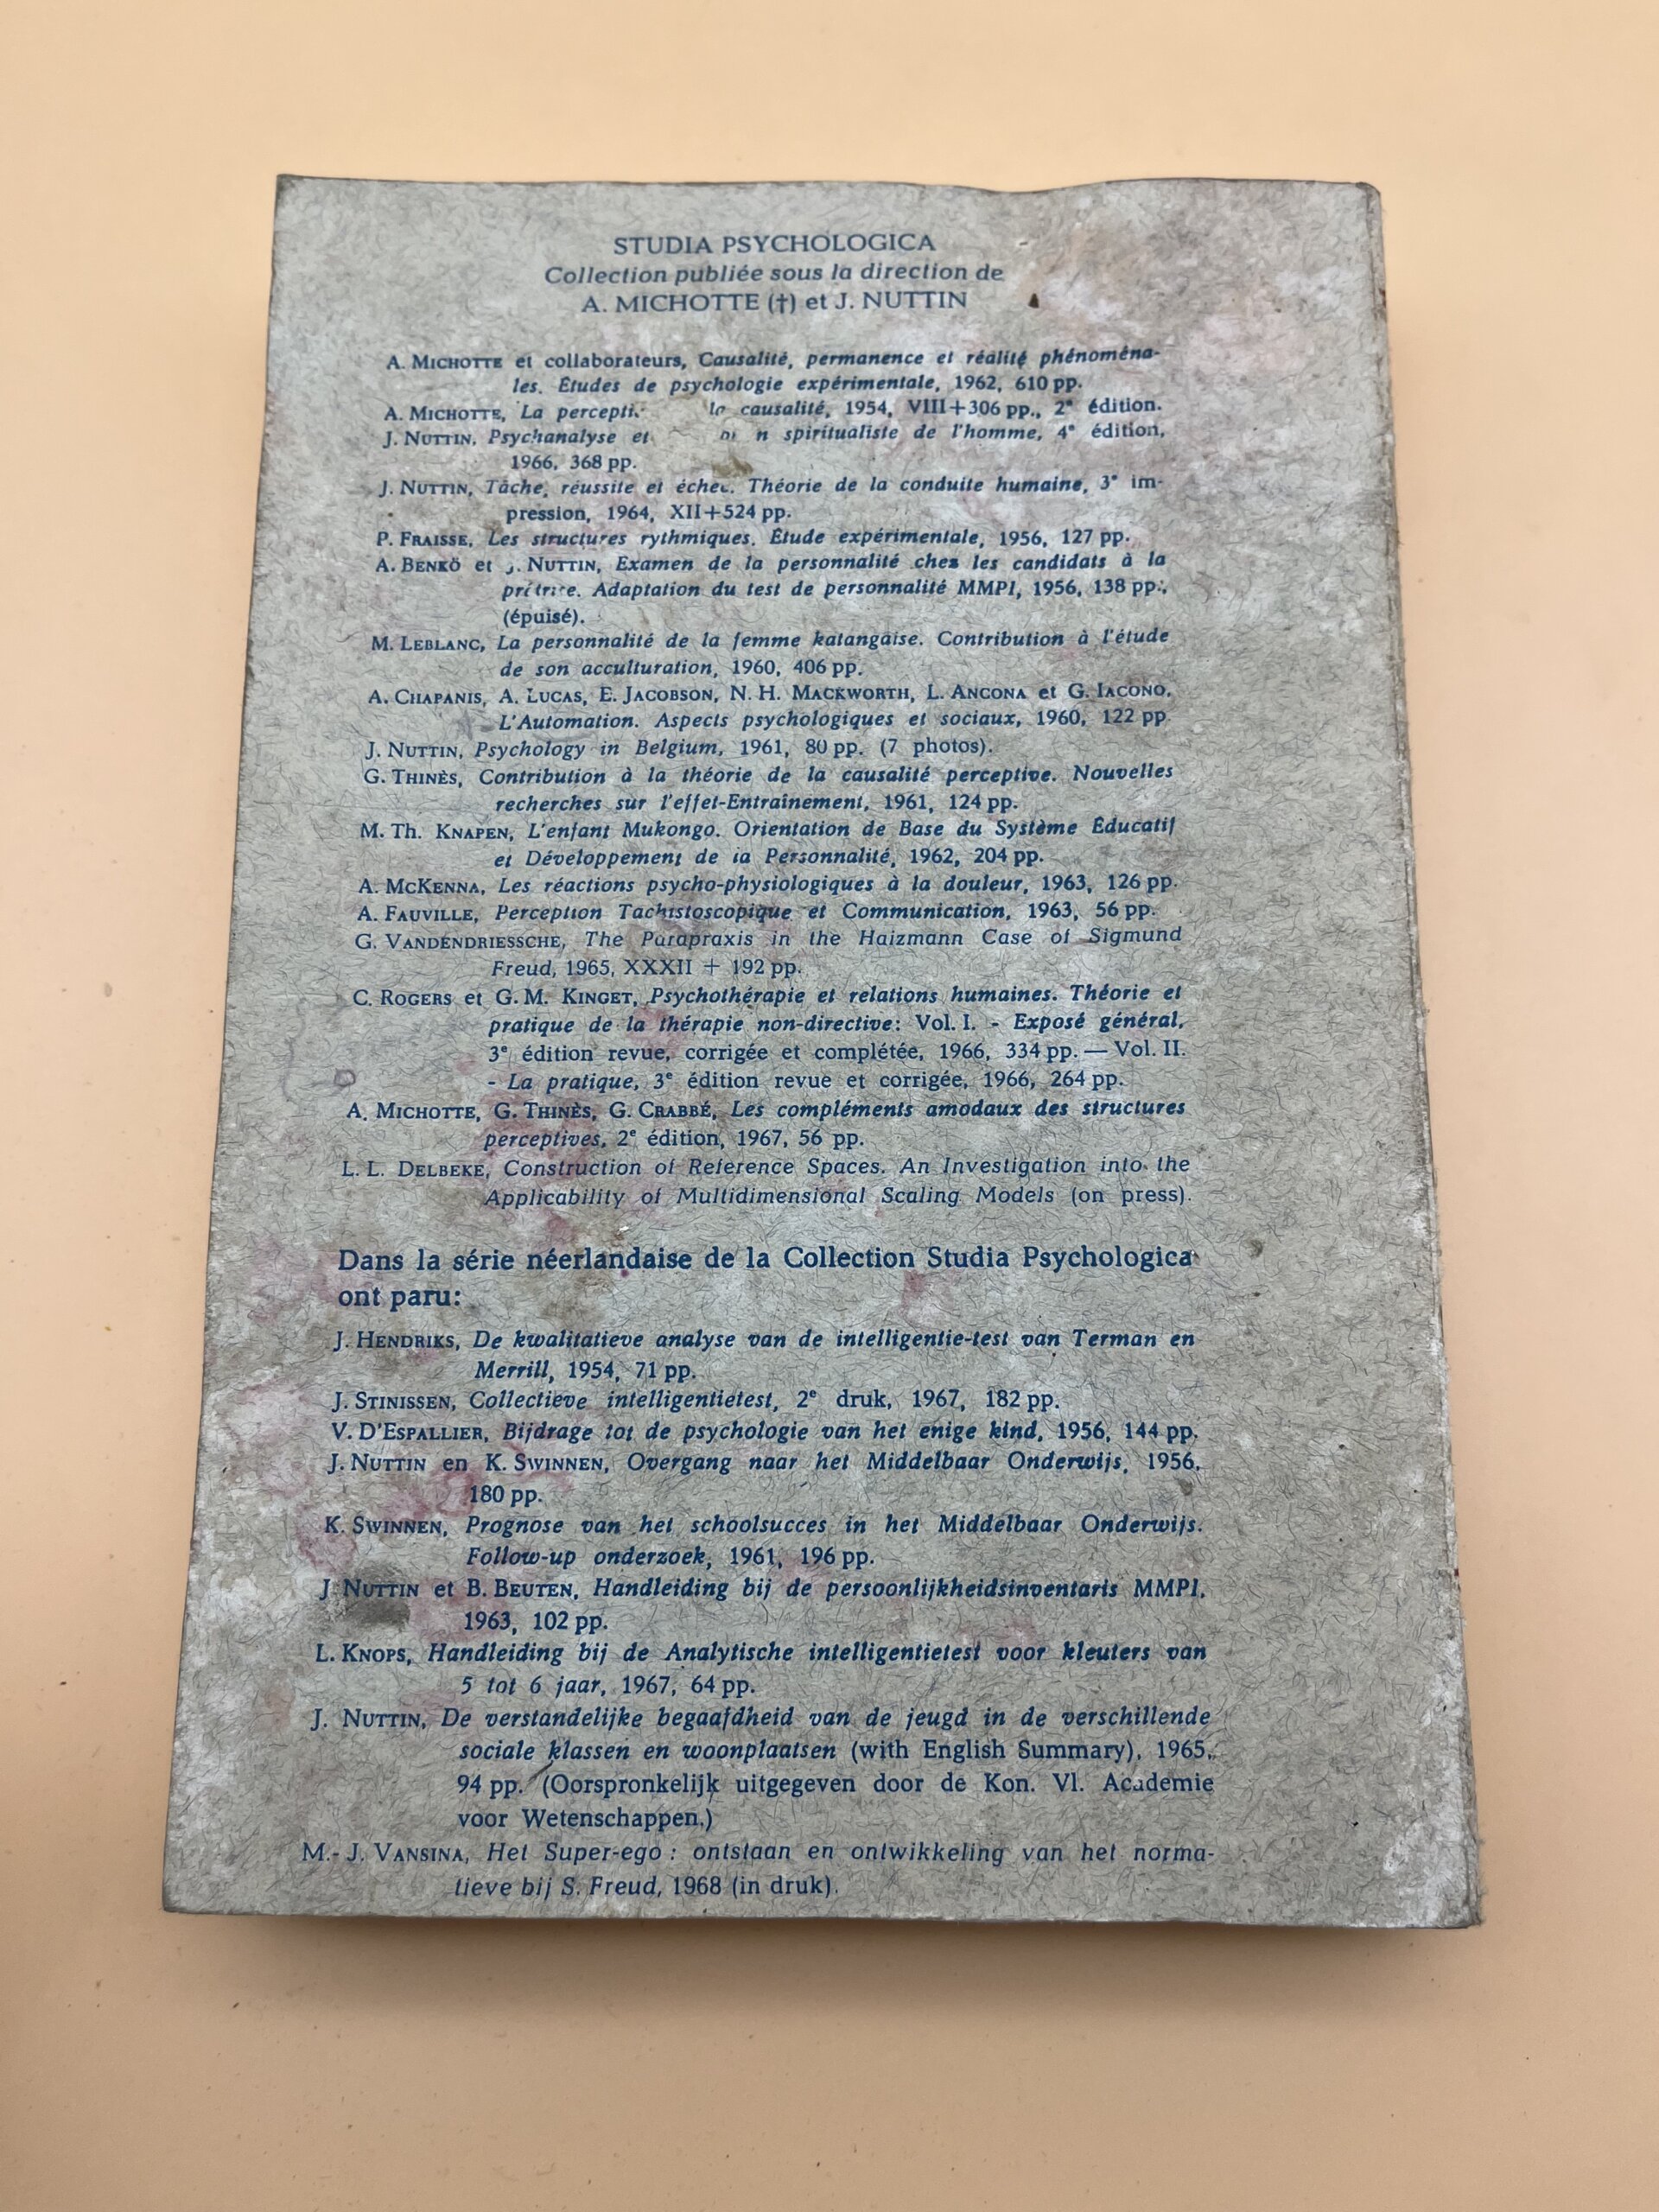 STUDIA PSYCHOLOGICA
Collection publiée sous la direction de
A. MICHOTTE (†) et J. NUTTIN
A. MICHOTTE et collaborateurs, Causalité, permanence et réalité phénoména-
les. Études de psychologie expérimentale, 1962, 610 pp.
A. MICHOTTE, La causalité, 1954, VIII+306 pp., 2e édition.
J. NUTTIN, Psychanalyse et spiritualiste de l'homme, 4e édition,
1966, 368 pp.
J. NUTTIN, Tâche, réussite et échec. Théorie de la conduite humaine, 3e im-
pression, 1964, XII+524 pp.
P. FRAISSE, Les structures rythmiques. Étude expérimentale, 1956, 127 pp.
A. BENKÖ et J. NUTTIN, Examen de la personnalité chez les candidats à la
prêtrise. Adaptation du test de personnalité MMPI, 1956, 138 pp.,
(épuisé).
M. LEBLANC, La personnalité de la femme katangaise. Contribution à l'étude
de son acculturation, 1960, 406 pp.
A. CHAPANIS, A. LUCAS, E. JACOBSON, N. H. MACKWORTH, L. ANCONA et G. IACONO,
L'Automation. Aspects psychologiques et sociaux, 1960, 122 pp.
J. NUTTIN, Psychology in Belgium, 1961, 80 pp. (7 photos).
G. THINÈS, Contribution à la théorie de la causalité perceptive. Nouvelles
recherches sur l'effet-Entraînement, 1961, 124 pp.
M. Th. KNAPEN, L'enfant Mukongo. Orientation de Base du Système Éducatif
et Développement de la Personnalité, 1962, 204 pp.
A. MCKENNA, Les réactions psycho-physiologiques à la douleur, 1963, 126 pp.
A. FAUVILLE, Perception Tachistoscopique et Communication, 1963, 56 pp.
G. VANDENDRIESSCHE, The Parapraxis in the Haizmann Case of Sigmund
Freud, 1965, XXXII + 192 pp.
C. ROGERS et G. M. KINGET, Psychothérapie et relations humaines. Théorie et
pratique de la thérapie non-directive: Vol. I. - Exposé général,
3e édition revue, corrigée et complétée, 1966, 334 pp. — Vol. II.
- La pratique, 3e édition revue et corrigée, 1966, 264 pp.
A. MICHOTTE, G. THINÈS, G. CRABBÉ, Les compléments amodaux des structures
perceptives, 2e édition, 1967, 56 pp.
L. L. DELBEKE, Construction of Reference Spaces. An Investigation into the
Applicability of Multidimensional Scaling Models (on press).
Dans la série néerlandaise de la Collection Studia Psychologica
ont paru:
J. HENDRIKS, De kwalitatieve analyse van de intelligentie-test van Terman en
Merrill, 1954, 71 pp.
J. STINISSEN, Collectieve intelligentietest, 2e druk, 1967, 182 pp.
V. D'ESPALLIER, Bijdrage tot de psychologie van het enige kind, 1956, 144 pp.
J. NUTTIN en K. SWINNEN, Overgang naar het Middelbaar Onderwijs, 1956,
180 pp.
K. SWINNEN, Prognose van het schoolsucces in het Middelbaar Onderwijs.
Follow-up onderzoek, 1961, 196 pp.
J. NUTTIN et B. BEUTEN, Handleiding bij de persoonlijkheidsinventaris MMPI,
1963, 102 pp.
L. KNOPS, Handleiding bij de Analytische intelligentietest voor kleuters van
5 tot 6 jaar, 1967, 64 pp.
J. NUTTIN, De verstandelijke begaafdheid van de jeugd in de verschillende
sociale klassen en woonplaatsen (with English Summary), 1965,
94 pp. (Oorspronkelijk uitgegeven door de Kon. Vl. Academie
voor Wetenschappen.)
M.- J. VANSINA, Het Super-ego : ontstaan en ontwikkeling van het norma-
tieve bij S. Freud, 1968 (in druk).